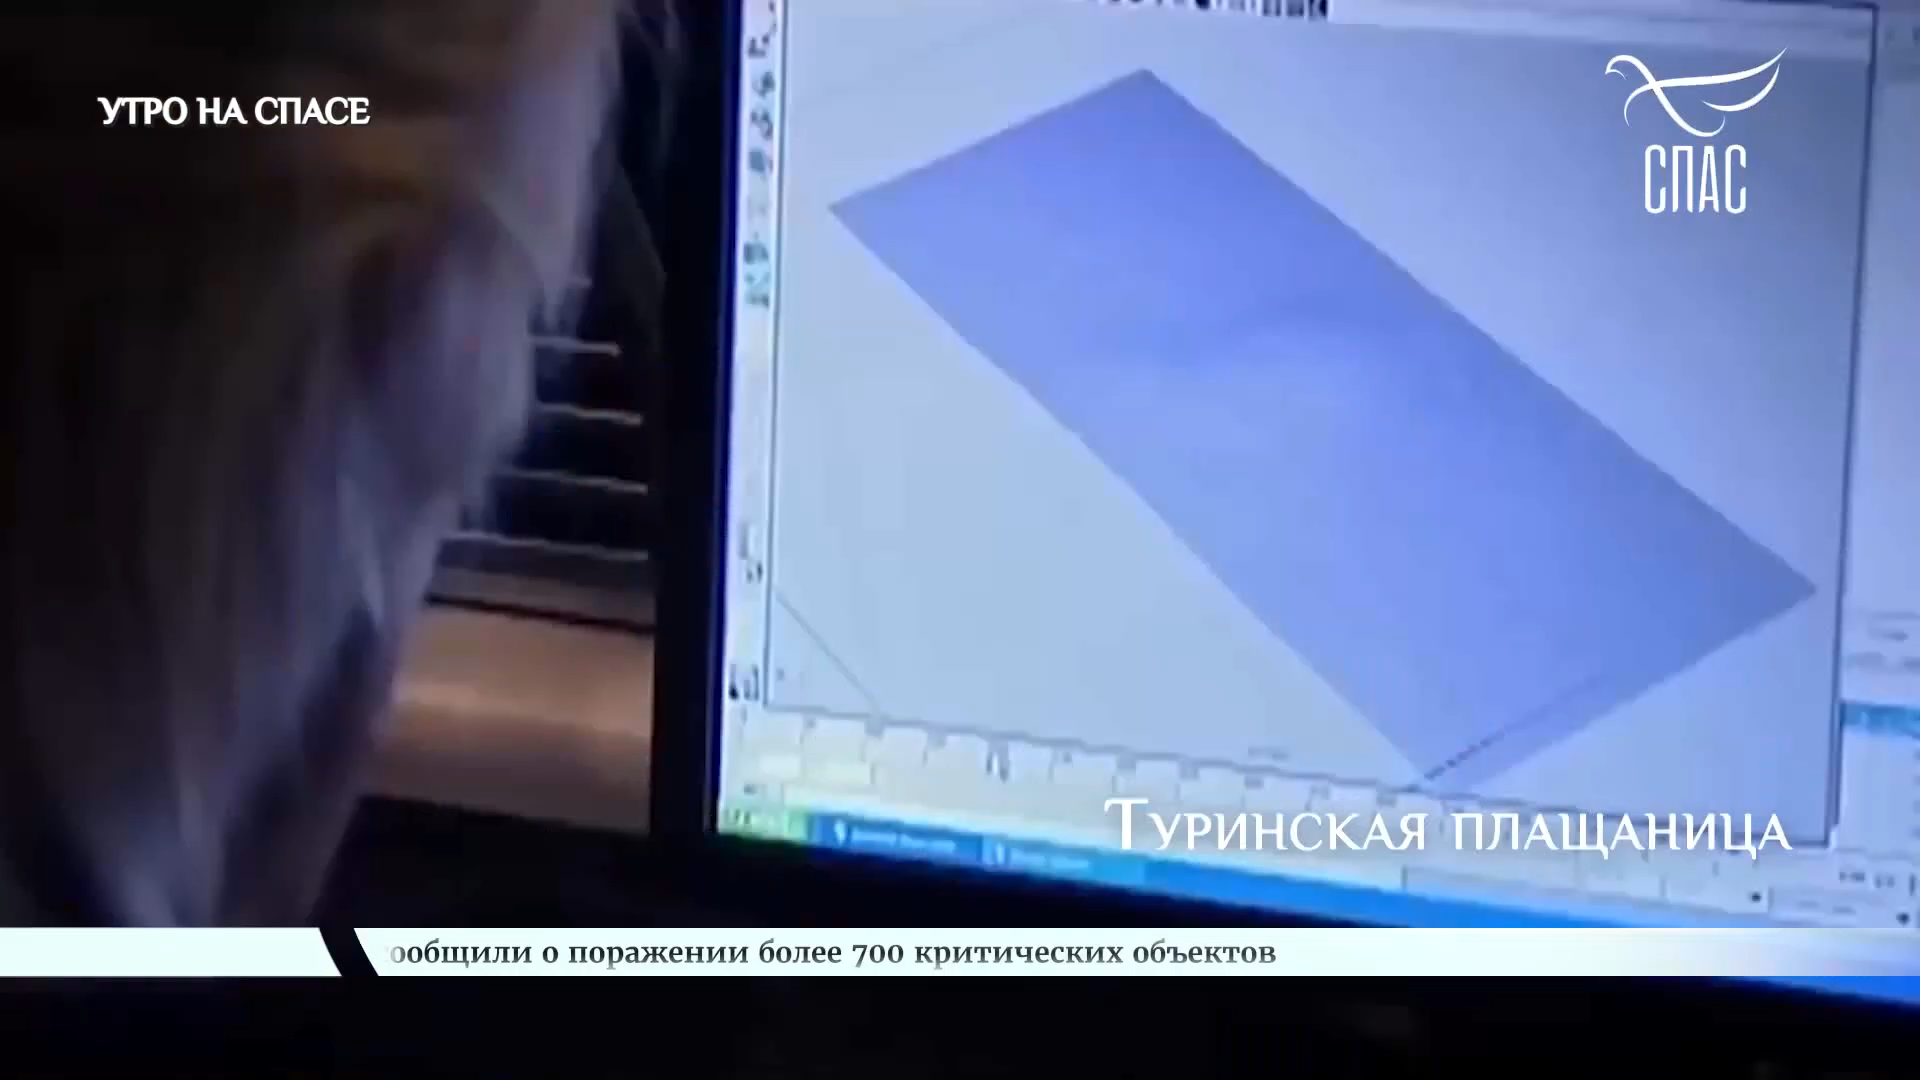 УТРО НА СПАСЕ
СПАС
Туринская плащаница
ообщили о поражении более 700 критических объектов